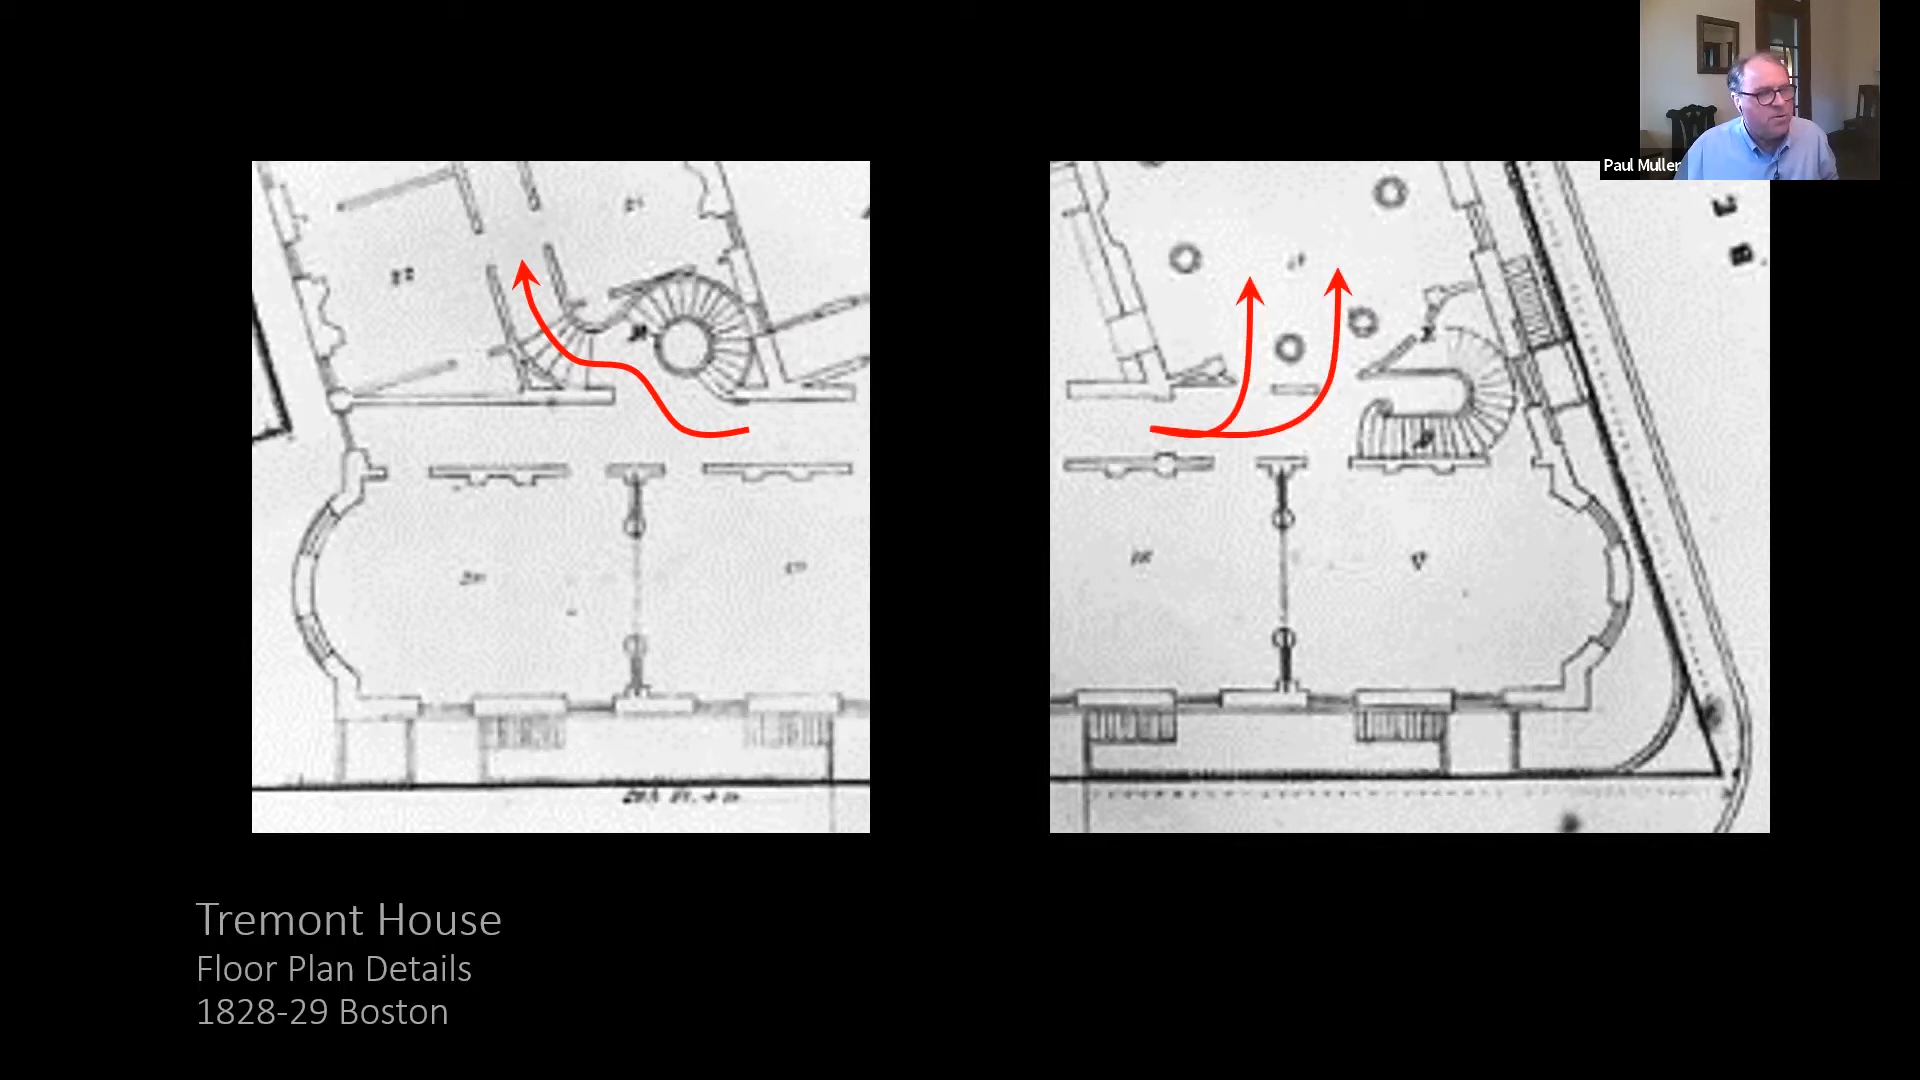 Paul Muller
Tremont House
Floor Plan Details
1828-29 Boston